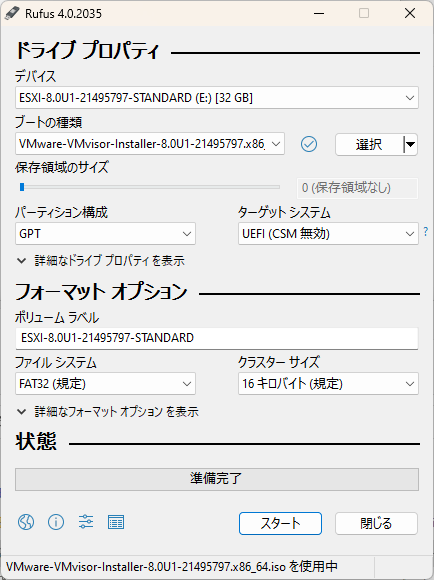 Rufus 4.0.2035
ドライブ プロパティ
デバイス
ESXI-8.0U1-21495797-STANDARD (E:) [32 GB]
ブートの種類
VMware-VMvisor-Installer-8.0U1-21495797.x86_
選択
保存領域のサイズ
0 (保存領域なし)
パーティション構成 ターゲット システム
GPT UEFI (CSM 無効) ?
詳細なドライブ プロパティを表示
フォーマット オプション
ボリューム ラベル
ESXI-8.0U1-21495797-STANDARD
ファイル システム クラスター サイズ
FAT32 (規定) 16 キロバイト (規定)
詳細なフォーマット オプション を表示
状態
準備完了
スタート 閉じる
VMware-VMvisor-Installer-8.0U1-21495797.x86_64.iso を使用中